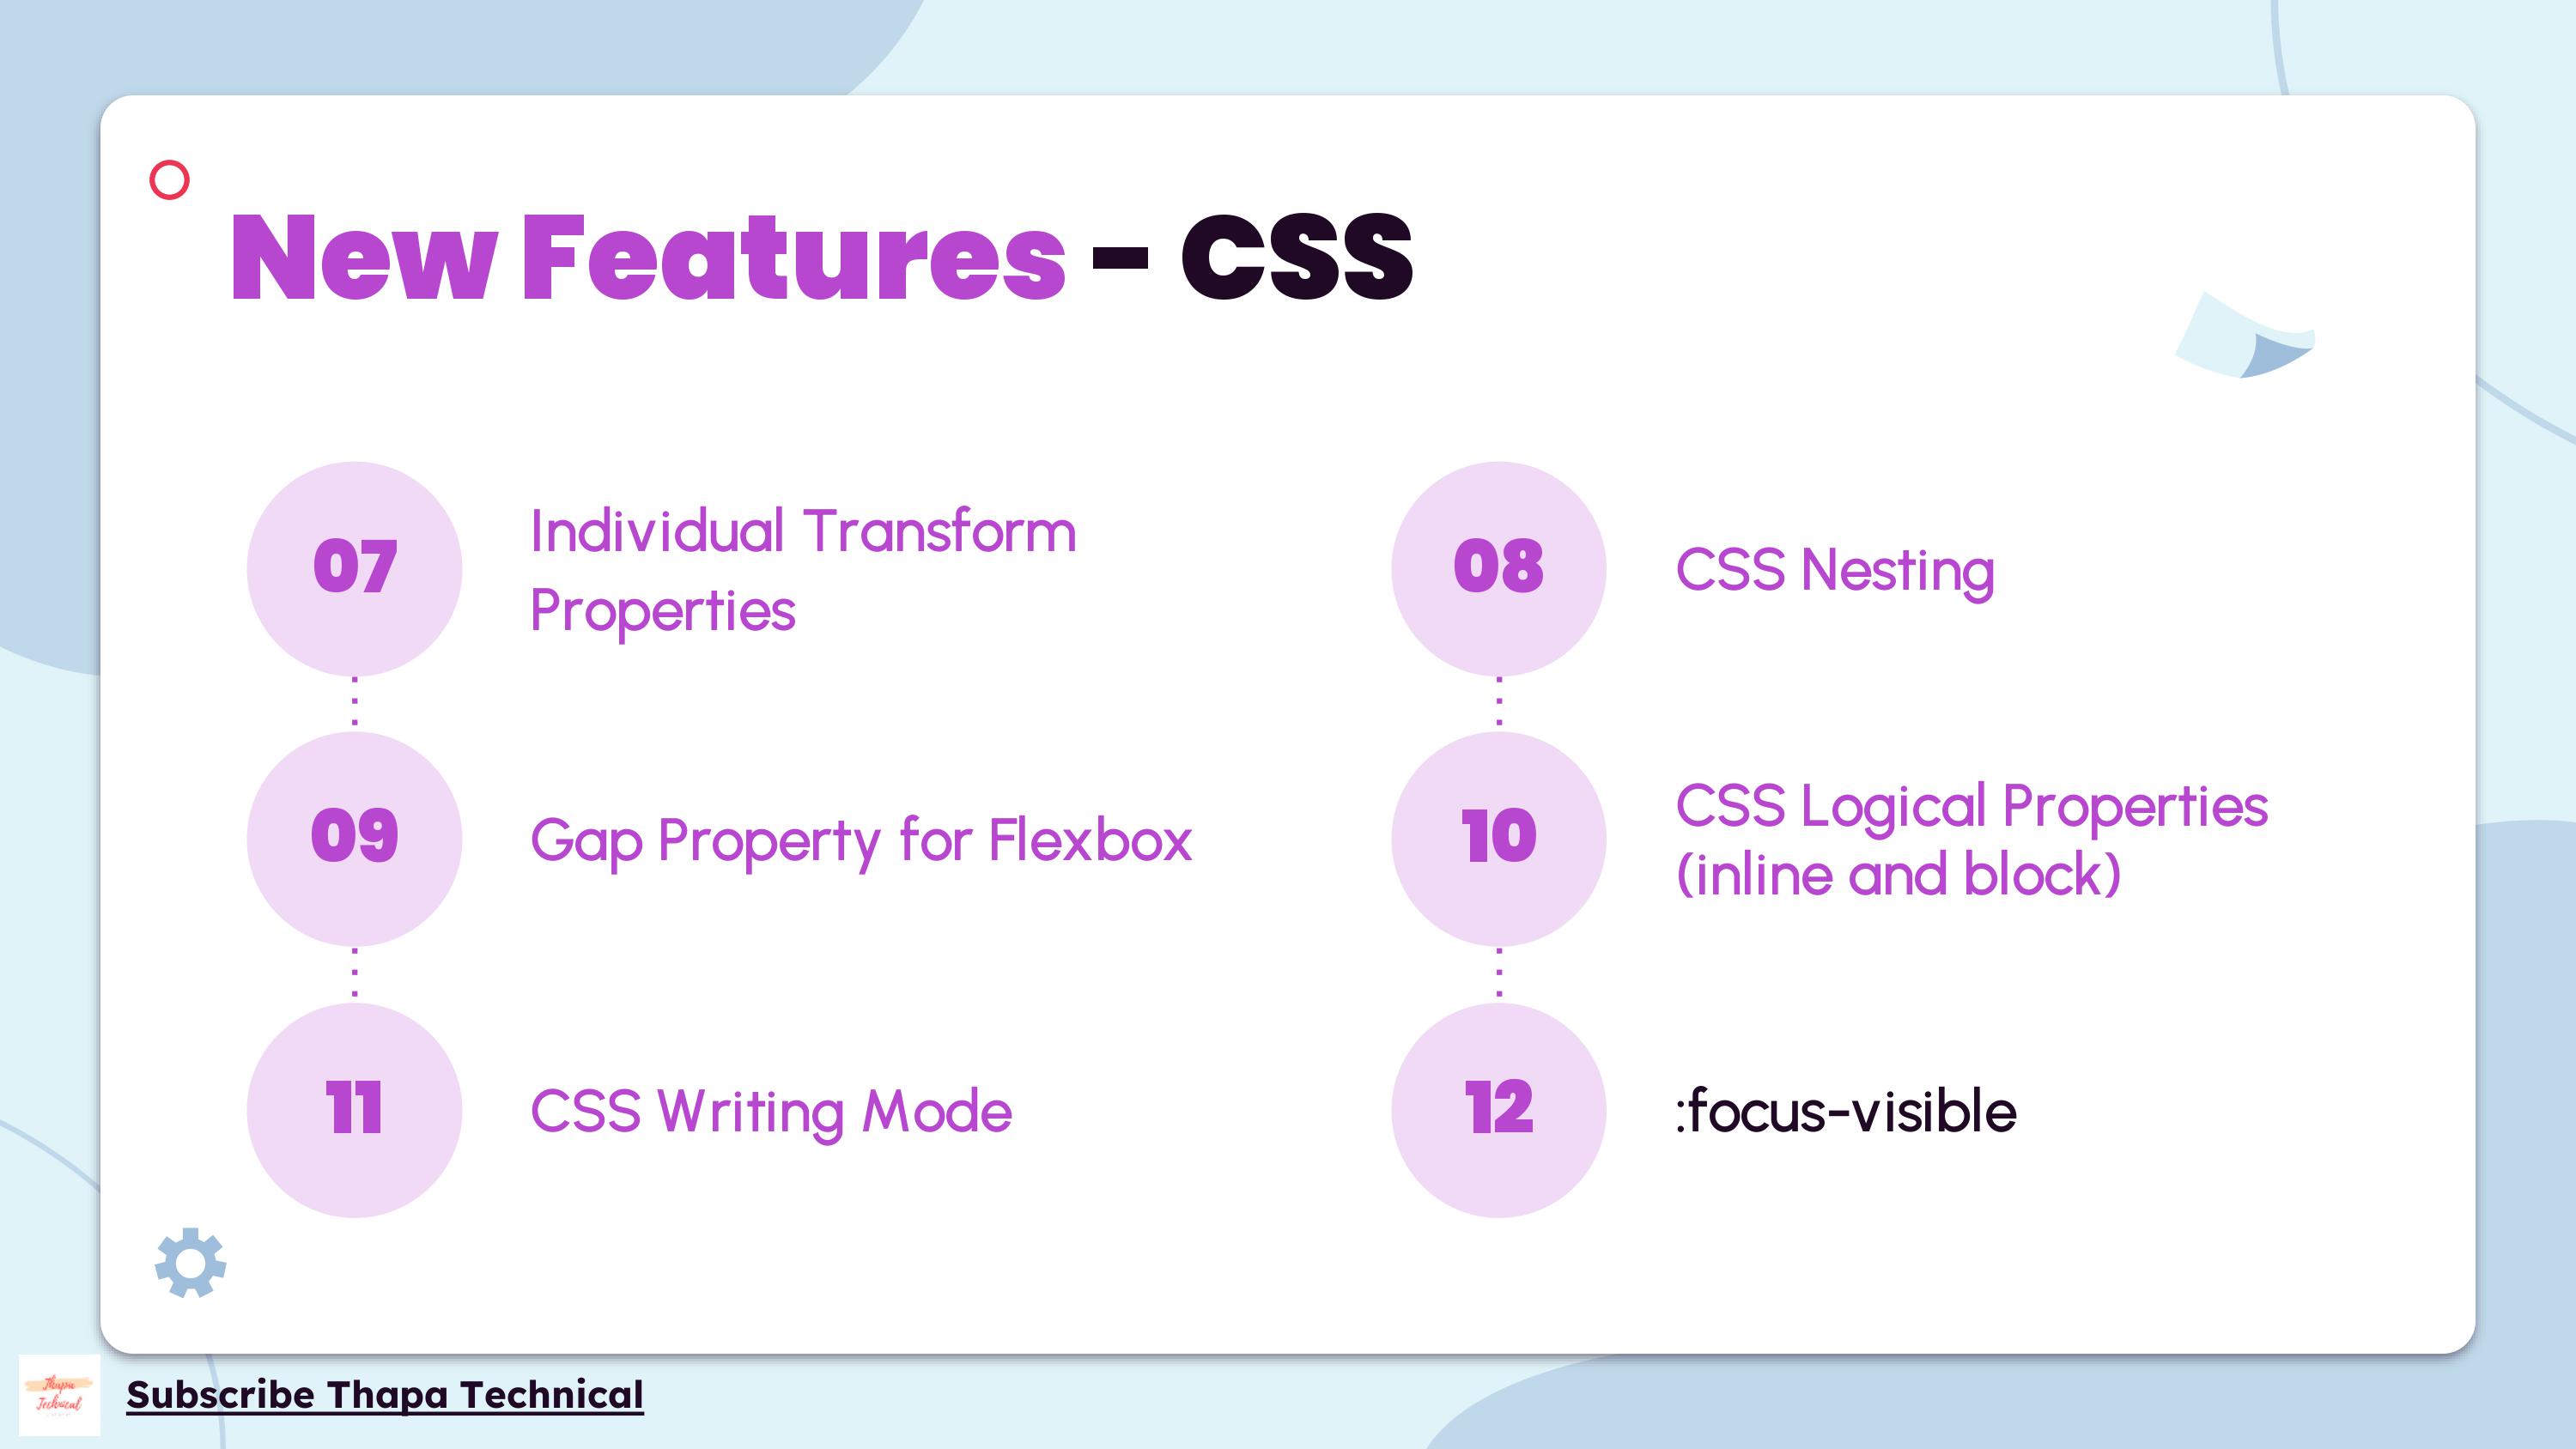 New Features - CSS
07
Individual Transform
Properties
08
CSS Nesting
09
Gap Property for Flexbox
10
CSS Logical Properties
(inline and block)
11
CSS Writing Mode
12
:focus-visible
Thapa
Technical
Subscribe Thapa Technical